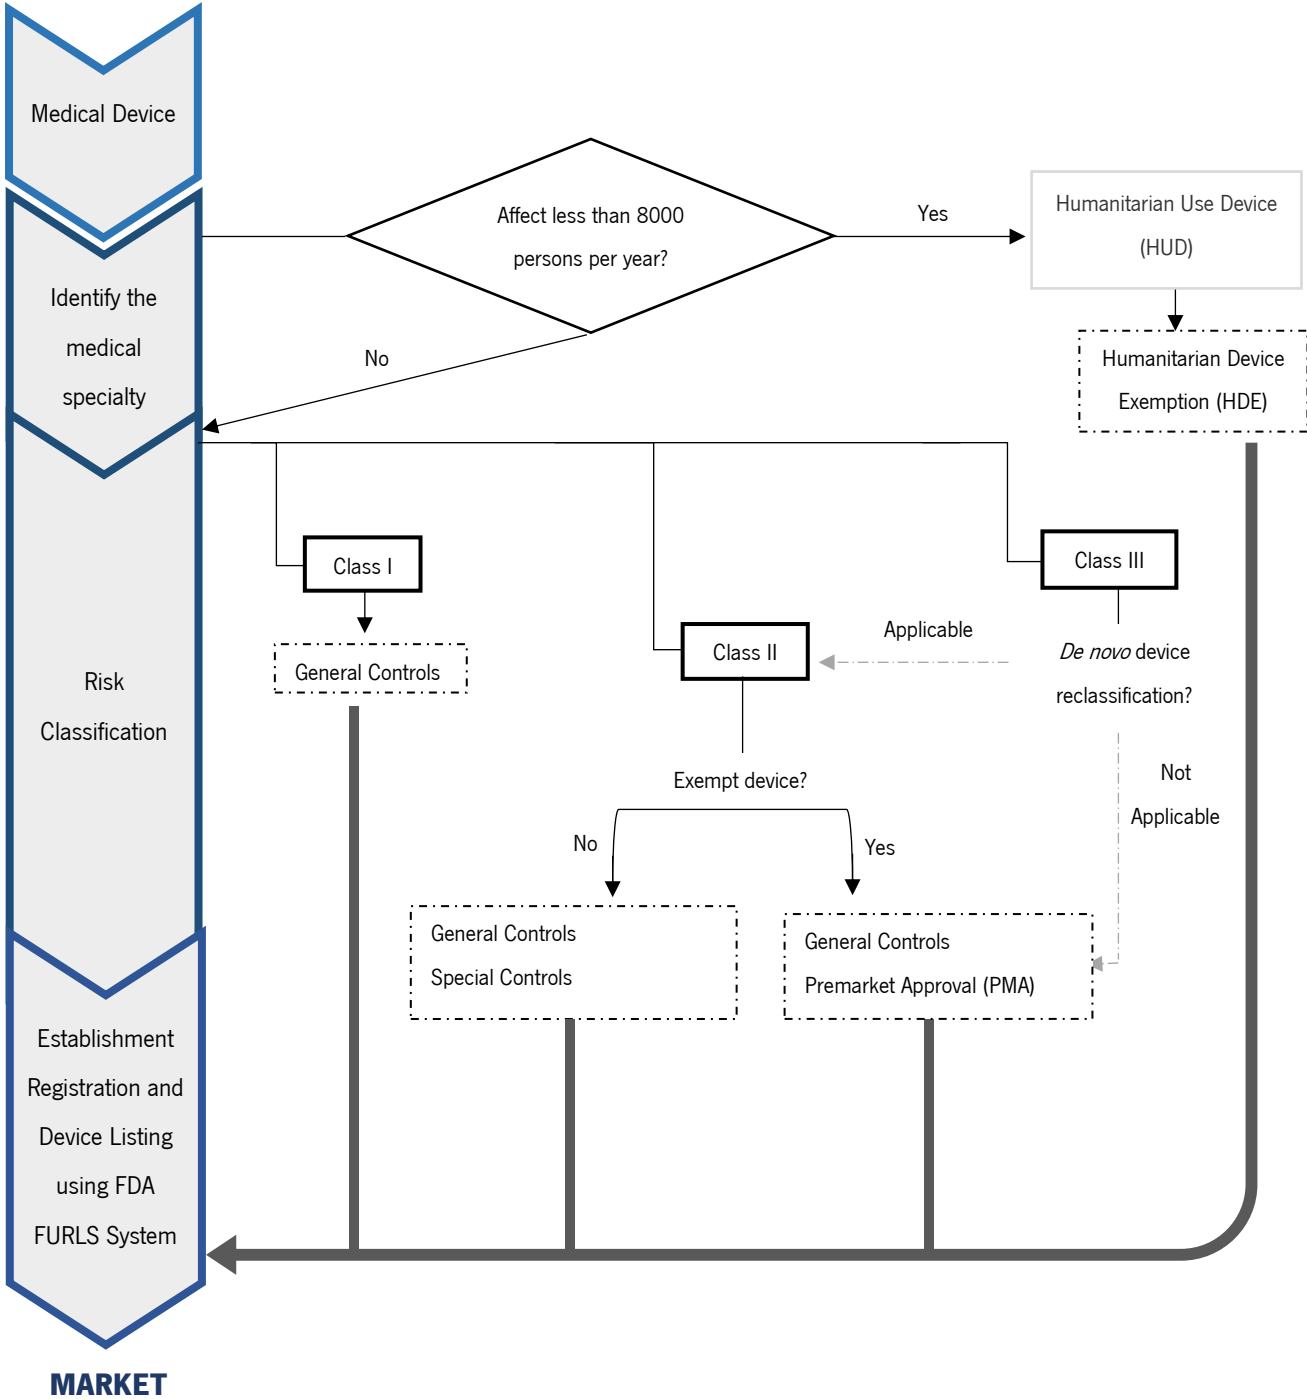 Medical Device
Affect less than 8000
persons per year?
Yes
Humanitarian Use Device
(HUD)
Identify the
medical
specialty
No
Humanitarian Device
Exemption (HDE)
Class I
Class III
General Controls
Class II
Applicable
De novo device
reclassification?
Risk
Classification
Exempt device?
Not
Applicable
No
Yes
General Controls
Special Controls
General Controls
Premarket Approval (PMA)
Establishment
Registration and
Device Listing
using FDA
FURLS System
MARKET